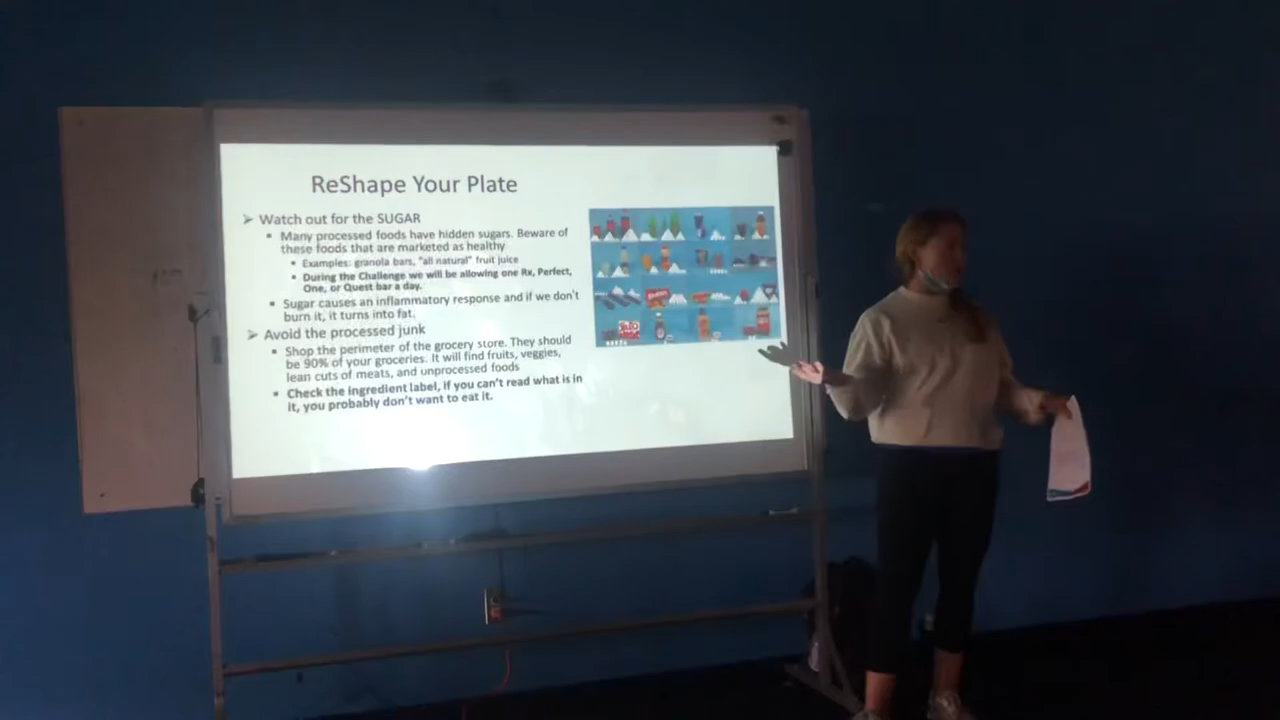 ReShape Your Plate
Watch out for the SUGAR
Many processed foods have hidden sugars. Beware of
these foods that are marketed as healthy
Examples: granola bars, "all natural" fruit juice
During the Challenge we will be allowing one Rx, Perfect,
One, or Quest bar a day.
Sugar causes an inflammatory response and if we don't
burn it, it turns into fat.
Avoid the processed junk
Shop the perimeter of the grocery store. They should
be 90% of your groceries. It will find fruits, veggies,
lean cuts of meats, and unprocessed foods
Check the ingredient label, if you can't read what is in
it, you probably don't want to eat it.